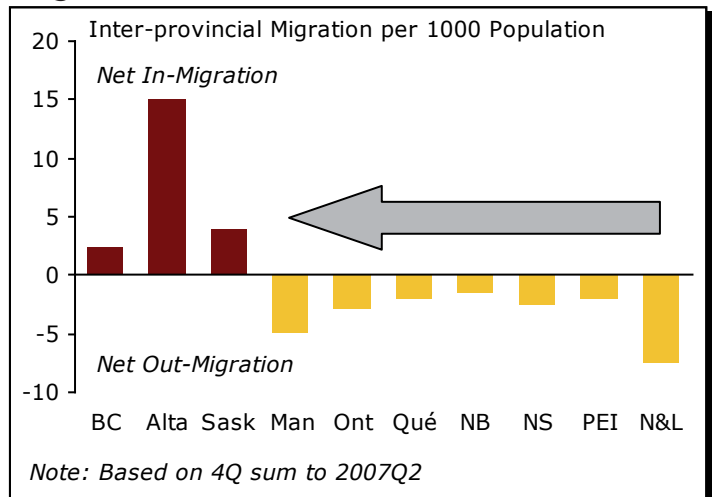 Inter-provincial Migration per 1000 Population
20
Net In-Migration
15
10
5
0
-5
Net Out-Migration
-10
BC Alta Sask Man Ont Qué NB NS PEI N&L
Note: Based on 4Q sum to 2007Q2